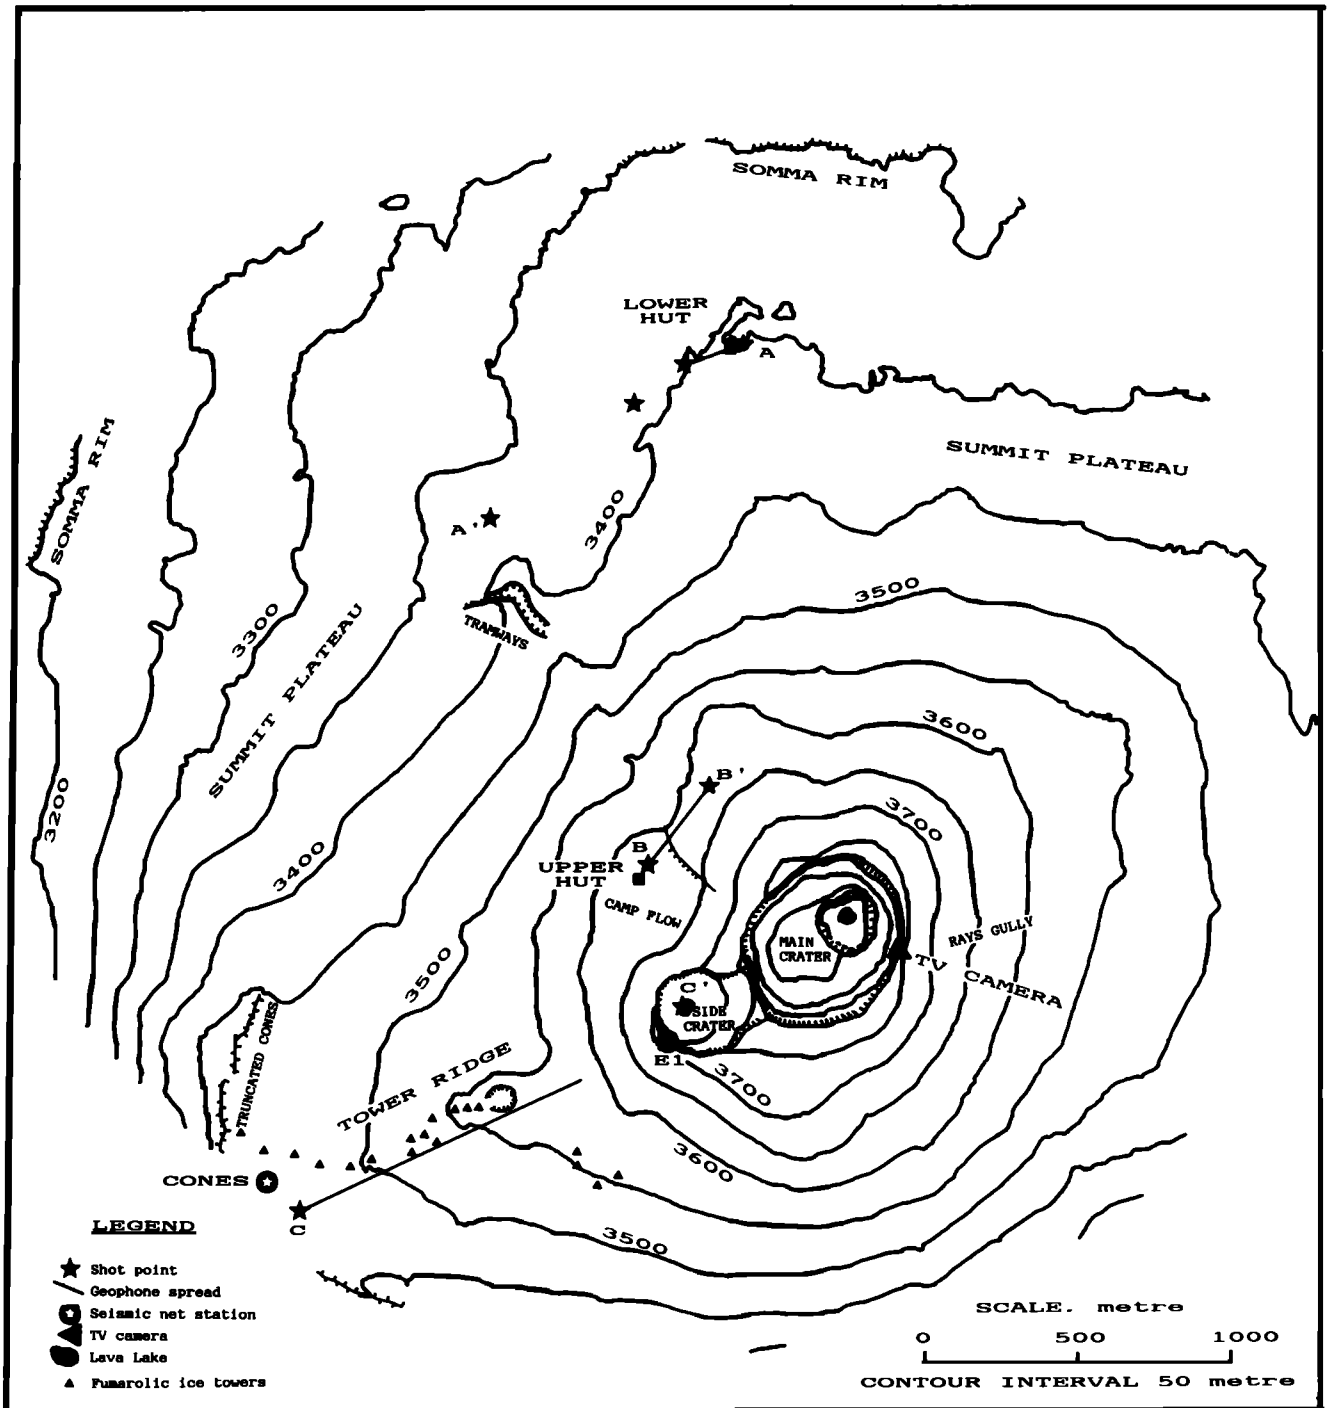 SOMMA RIM
LOWER
HUT
A
SUMMIT PLATEAU
SOMMA RIM
3400
A'
TRAMWAYS
3500
3300
SUMMIT PLATEAU
3600
B'
3700
3200
B
UPPER
HUT
3400
CAMP FLOW
RAYS GULLY
MAIN
CRATER
TV CAMERA
3500
C'
SIDE
CRATER
E1
TRUNCATED CONES
TOWER RIDGE
3700
3600
CONES
C
3500
LEGEND
Shot point
Geophone spread
Seismic net station
TV camera
Lava Lake
Fumarolic ice towers
SCALE. metre
0 500 1000
CONTOUR INTERVAL 50 metre